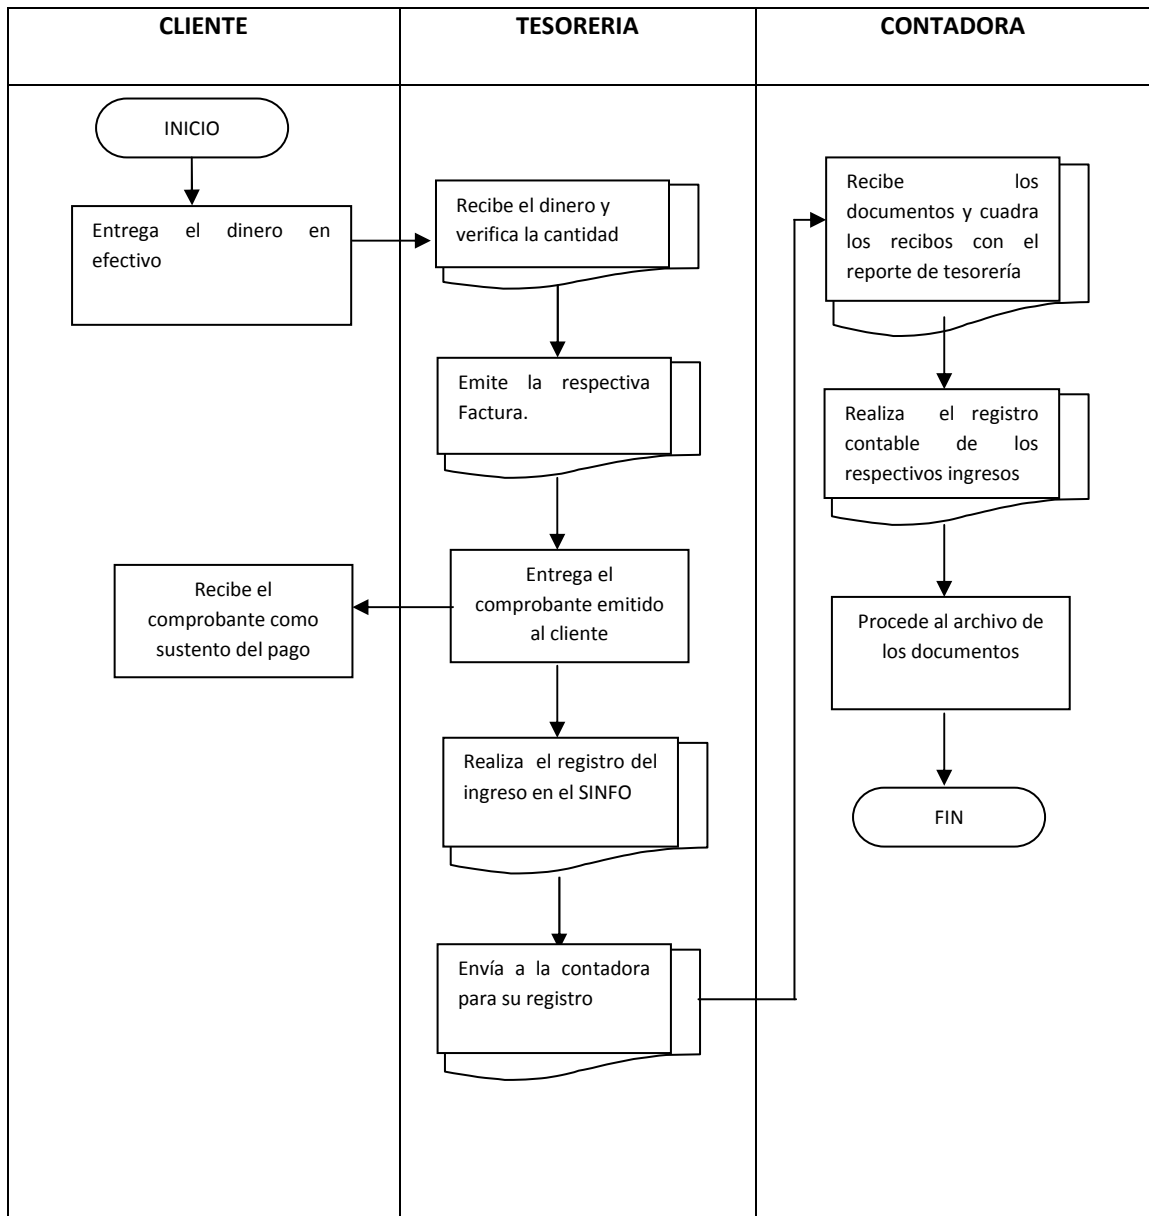 CLIENTE
TESORERIA
CONTADORA
INICIO
Entrega el dinero en
efectivo
Recibe el
comprobante como
sustento del pago
Recibe el dinero y
verifica la cantidad
Emite la respectiva
Factura.
Entrega el
comprobante emitido
al cliente
Realiza el registro del
ingreso en el SINFO
Envía a la contadora
para su registro
Recibe los
documentos y cuadra
los recibos con el
reporte de tesorería
Realiza el registro
contable de los
respectivos ingresos
Procede al archivo de
los documentos
FIN